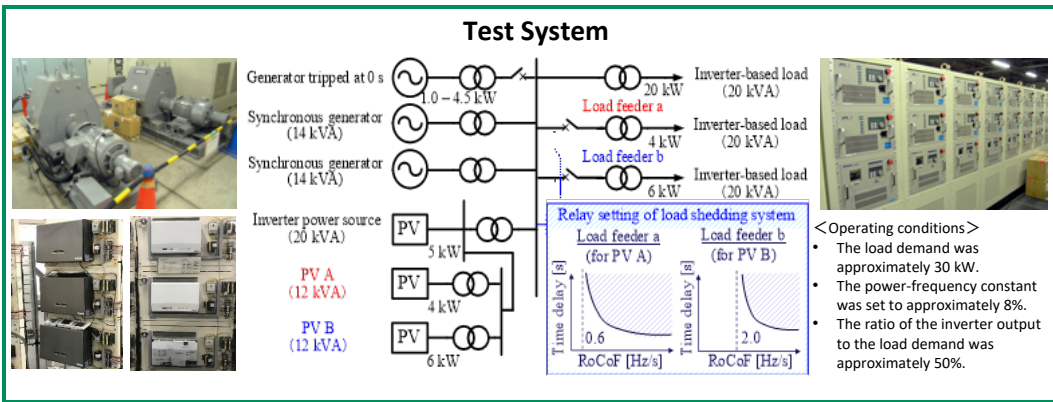 Test System
Generator tripped at 0 s
1.0 – 4.5 kW
20 kW
Inverter-based load
(20 kVA)
Synchronous generator
(14 kVA)
Load feeder a
4 kW
Inverter-based load
(20 kVA)
Synchronous generator
(14 kVA)
Load feeder b
6 kW
Inverter-based load
(20 kVA)
Inverter power source
(20 kVA)
PV
5 kW
PV A
(12 kVA)
PV
4 kW
PV B
(12 kVA)
PV
6 kW
Relay setting of load shedding system
Load feeder a
(for PV A)
Time delay [s]
0.6
RoCoF [Hz/s]
Load feeder b
(for PV B)
Time delay [s]
2.0
RoCoF [Hz/s]
<Operating conditions>
• The load demand was
approximately 30 kW.
• The power-frequency constant
was set to approximately 8%.
• The ratio of the inverter output
to the load demand was
approximately 50%.